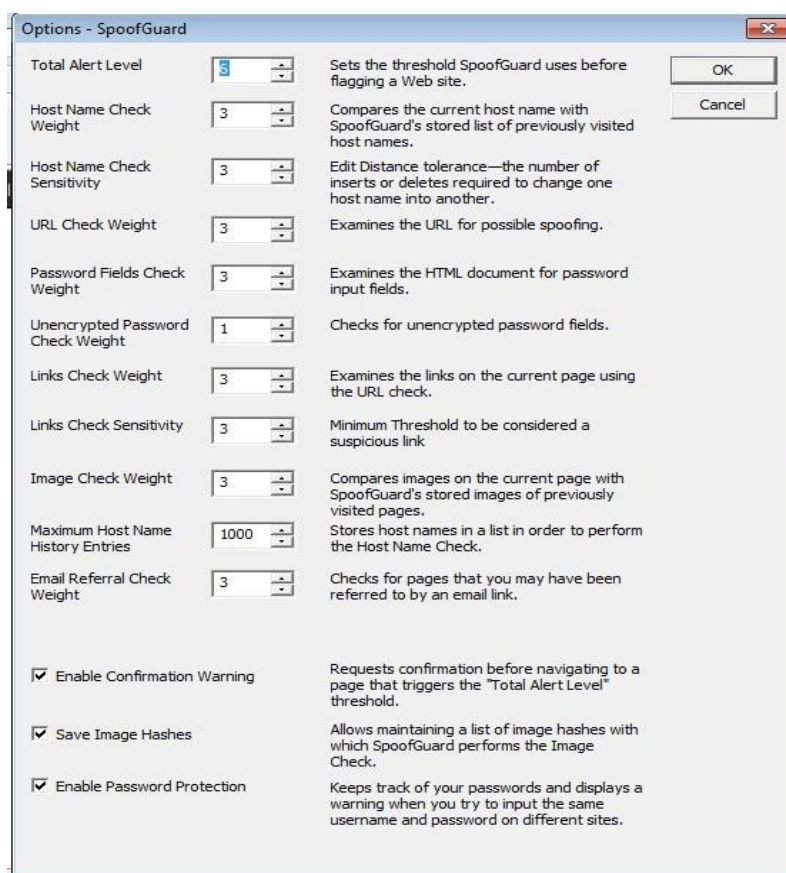 Options - SpoofGuard
Total Alert Level
Sets the threshold SpoofGuard uses before
flagging a Web site.
OK
Cancel
Host Name Check
Weight
3
Compares the current host name with
SpoofGuard's stored list of previously visited
host names.
Host Name Check
Sensitivity
3
Edit Distance tolerance—the number of
inserts or deletes required to change one
host name into another.
URL Check Weight
3
Examines the URL for possible spoofing.
Password Fields Check
Weight
3
Examines the HTML document for password
input fields.
Unencrypted Password
Check Weight
1
Checks for unencrypted password fields.
Links Check Weight
3
Examines the links on the current page using
the URL check.
Links Check Sensitivity
3
Minimum Threshold to be considered a
suspicious link
Image Check Weight
3
Compares images on the current page with
SpoofGuard's stored images of previously
visited pages.
Maximum Host Name
History Entries
1000
Stores host names in a list in order to perform
the Host Name Check.
Email Referral Check
Weight
3
Checks for pages that you may have been
referred to by an email link.
Enable Confirmation Warning
Requests confirmation before navigating to a
page that triggers the "Total Alert Level"
threshold.
Save Image Hashes
Allows maintaining a list of image hashes with
which SpoofGuard performs the Image
Check.
Enable Password Protection
Keeps track of your passwords and displays a
warning when you try to input the same
username and password on different sites.